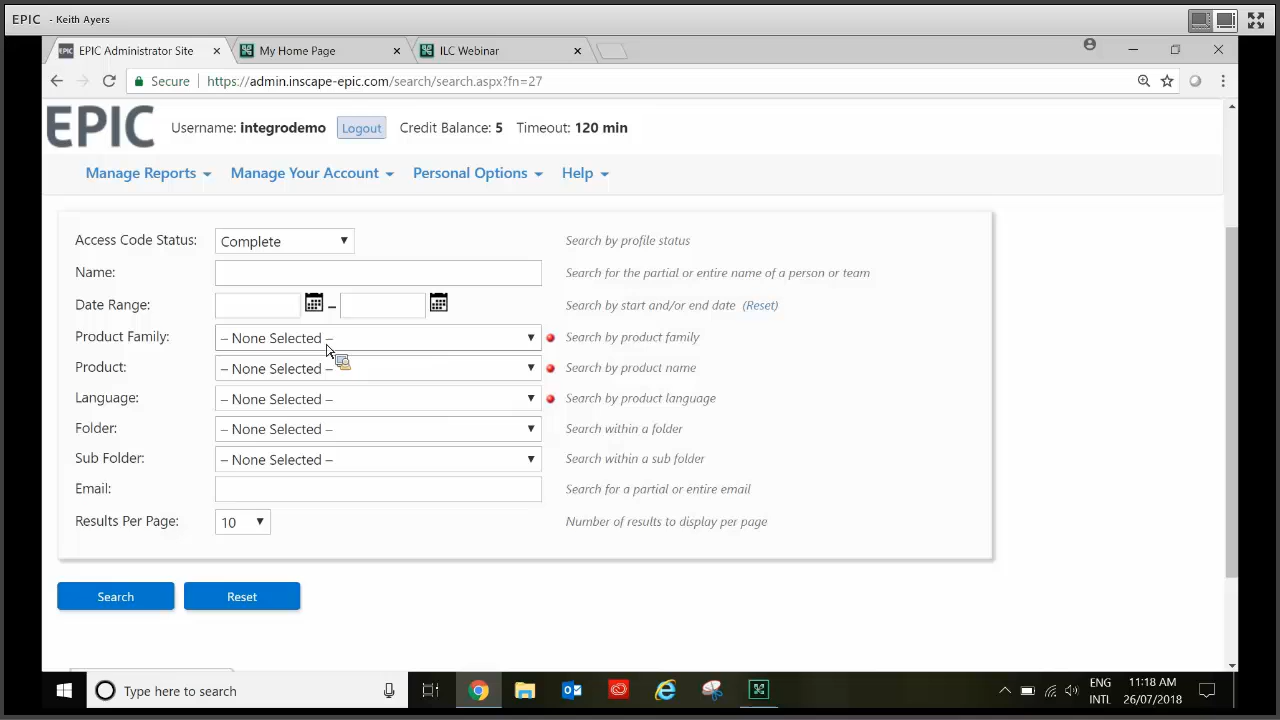 EPIC - Keith Ayers
EPIC EPIC Administrator Site × My Home Page × ILC Webinar ×
Secure https://admin.inscape-epic.com/search/search.aspx?fn=27
EPIC Username: integrodemo Logout Credit Balance: 5 Timeout: 120 min
Manage Reports Manage Your Account Personal Options Help
Access Code Status: Complete Search by profile status
Name: Search for the partial or entire name of a person or team
Date Range: – Search by start and/or end date (Reset)
Product Family: – None Selected – Search by product family
Product: – None Selected – Search by product name
Language: – None Selected – Search by product language
Folder: – None Selected – Search within a folder
Sub Folder: – None Selected – Search within a sub folder
Email: Search for a partial or entire email
Results Per Page: 10 Number of results to display per page
Search Reset
Type here to search ENG 11:18 AM
INTL 26/07/2018